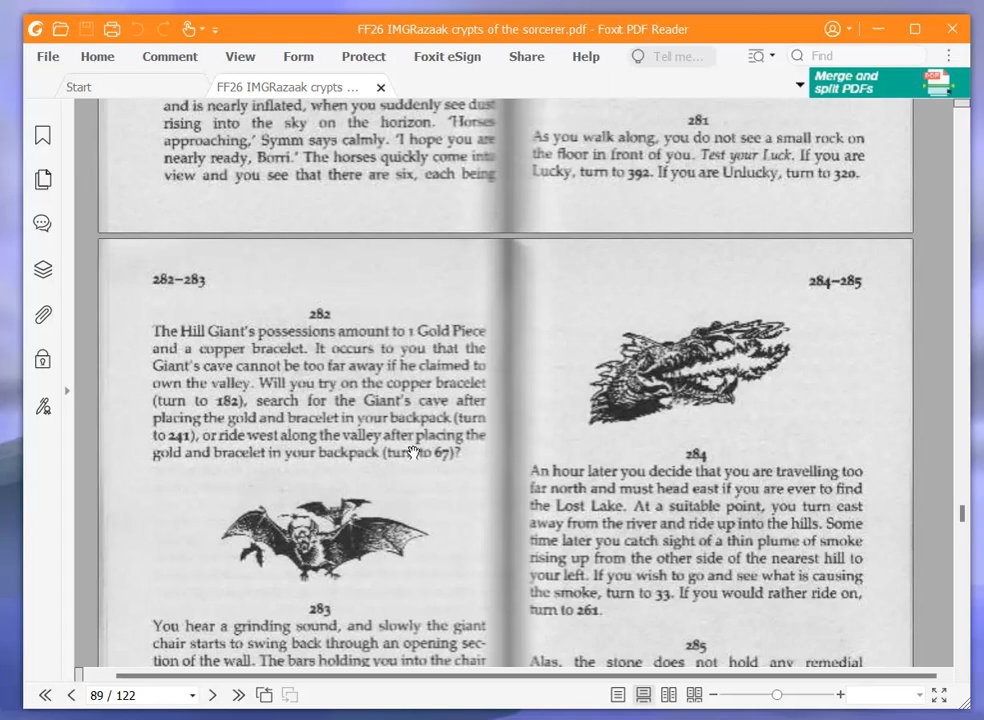 FF26 IMGRazaak crypts of the sorcerer.pdf - Foxit PDF Reader
File Home Comment View Form Protect Foxit eSign Share Help Tell me... Find
Start FF26 IMGRazaak crypts ... Merge and
split PDFs
and is nearly inflated, when you suddenly see dust
rising into the sky on the horizon. 'Horses
approaching,' Symm says calmly. 'I hope you are
nearly ready, Borri.' The horses quickly come into
view and you see that there are six, each being
281
As you walk along, you do not see a small rock on
the floor in front of you. Test your Luck. If you are
Lucky, turn to 392. If you are Unlucky, turn to 320.
282–283
282
The Hill Giant's possessions amount to 1 Gold Piece
and a copper bracelet. It occurs to you that the
Giant's cave cannot be too far away if he claimed to
own the valley. Will you try on the copper bracelet
(turn to 182), search for the Giant's cave after
placing the gold and bracelet in your backpack (turn
to 241), or ride west along the valley after placing the
gold and bracelet in your backpack (turn to 67)?
283
You hear a grinding sound, and slowly the giant
chair starts to swing back through an opening sec-
tion of the wall. The bars holding you into the chair
284–285
284
An hour later you decide that you are travelling too
far north and must head east if you are ever to find
the Lost Lake. At a suitable point, you turn east
away from the river and ride up into the hills. Some
time later you catch sight of a thin plume of smoke
rising up from the other side of the nearest hill to
your left. If you wish to go and see what is causing
the smoke, turn to 33. If you would rather ride on,
turn to 261.
285
Alas, the stone does not hold any remedial
89 / 122